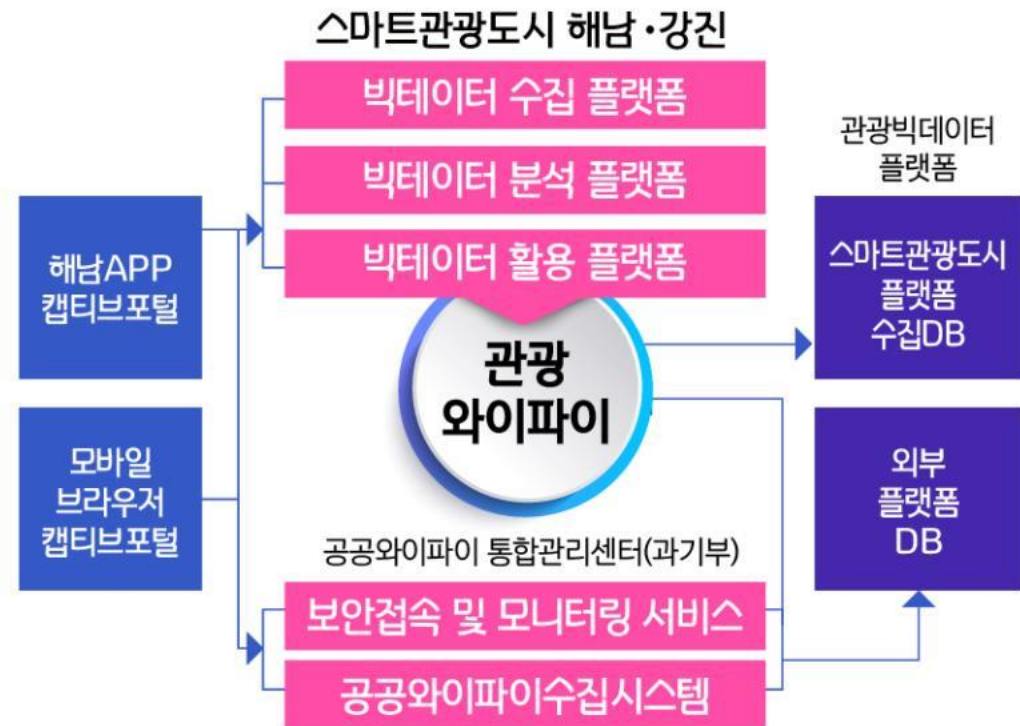 스마트관광도시 해남·강진
빅테이터 수집 플랫폼
빅테이터 분석 플랫폼
빅테이터 활용 플랫폼
해남APP
캡티브포털
모바일
브라우저
캡티브포털
관광
와이파이
공공와이파이 통합관리센터(과기부)
보안접속 및 모니터링 서비스
공공와이파이수집시스템
관광빅데이터
플랫폼
스마트관광도시
플랫폼
수집DB
외부
플랫폼
DB